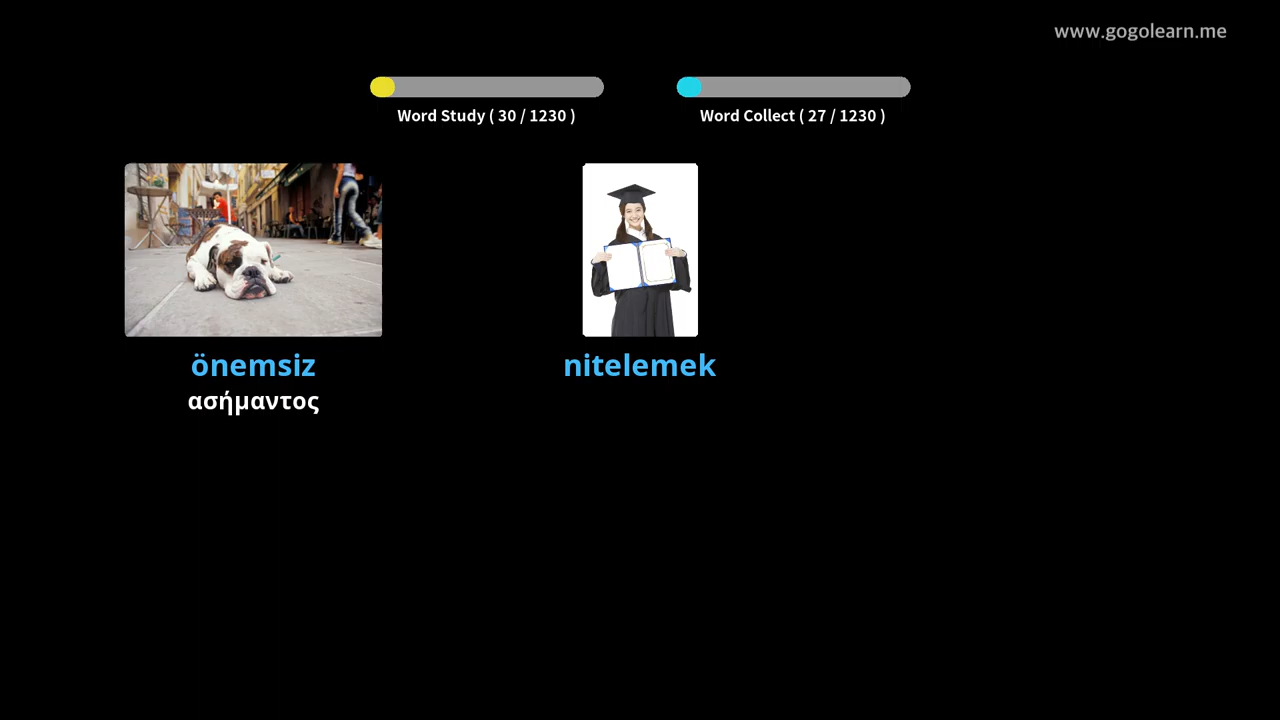 www.gogolearn.me
Word Study ( 30 / 1230 )
Word Collect ( 27 / 1230 )
önemsiz
ασήμαντος
nitelemek